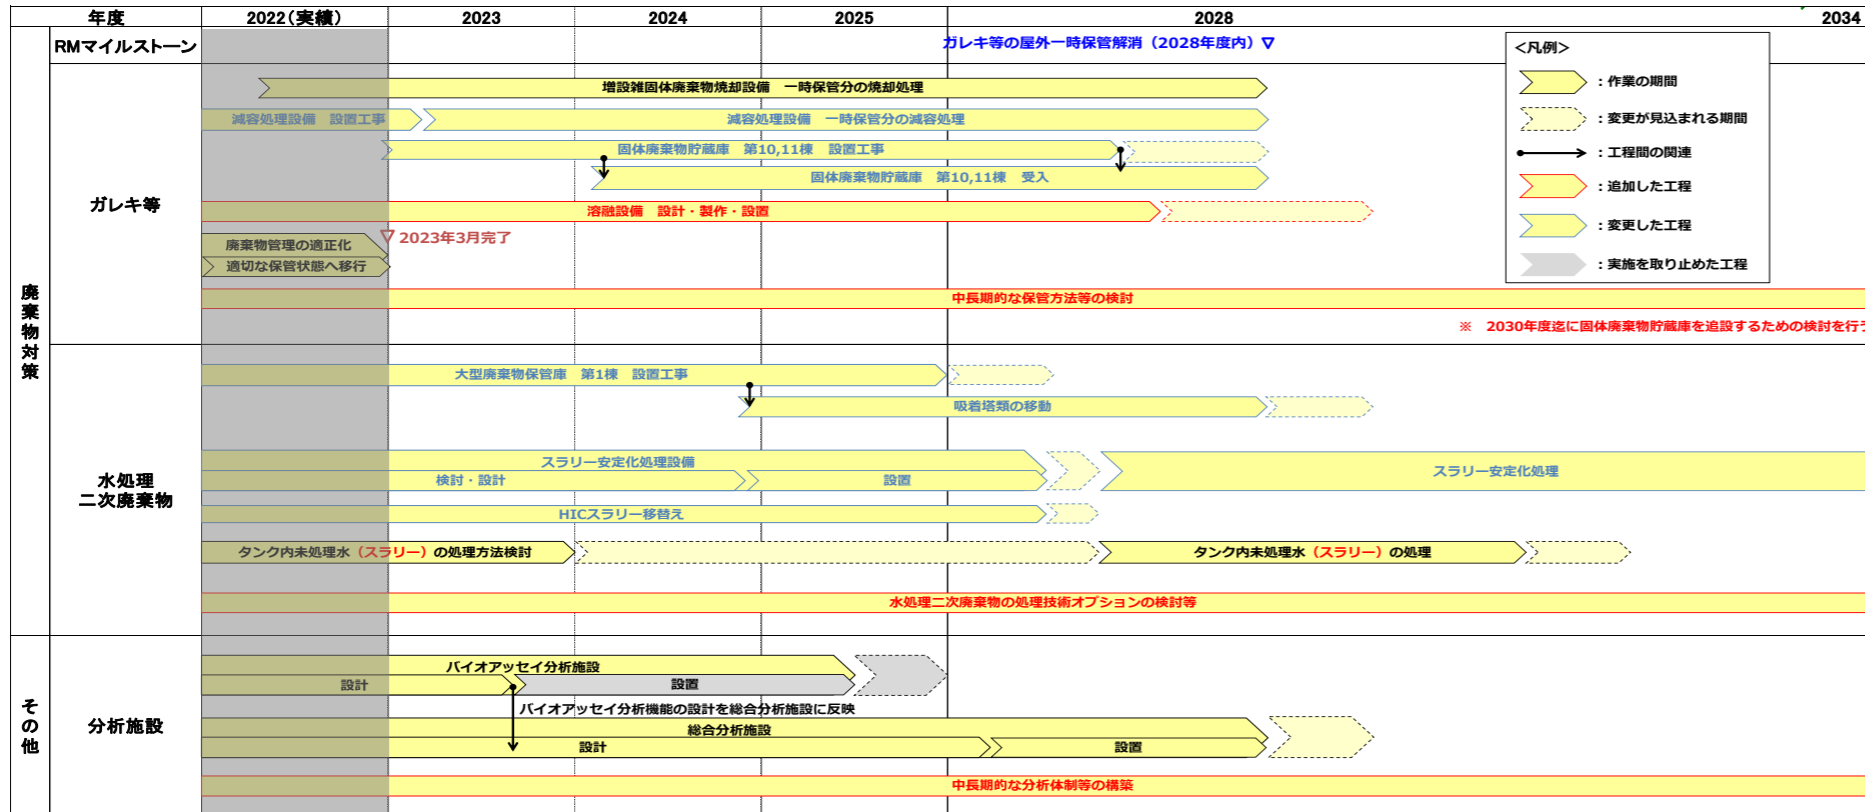 年度 2022（実績） 2023 2024 2025 2028 2034
RMマイルストーン
ガレキ等の屋外一時保管解消（2028年度内）▽
＜凡例＞
：作業の期間
：変更が見込まれる期間
：工程間の関連
：追加した工程
：変更した工程
：実施を取り止めた工程
廃棄物対策
ガレキ等
増設雑固体廃棄物焼却設備　一時保管分の焼却処理
減容処理設備　設置工事
減容処理設備　一時保管分の減容処理
固体廃棄物貯蔵庫　第10,11棟　設置工事
固体廃棄物貯蔵庫　第10,11棟　受入
溶融設備　設計・製作・設置
▽ 2023年3月完了
廃棄物管理の適正化
適切な保管状態へ移行
中長期的な保管方法等の検討
※　2030年度迄に固体廃棄物貯蔵庫を追設するための検討を行う
水処理
二次廃棄物
大型廃棄物保管庫　第1棟　設置工事
吸着塔類の移動
スラリー安定化処理設備
検討・設計
設置
スラリー安定化処理
HICスラリー移替え
タンク内未処理水（スラリー）の処理方法検討
タンク内未処理水（スラリー）の処理
水処理二次廃棄物の処理技術オプションの検討等
その他
分析施設
バイオアッセイ分析施設
設計
設置
バイオアッセイ分析機能の設計を総合分析施設に反映
総合分析施設
設計
設置
中長期的な分析体制等の構築